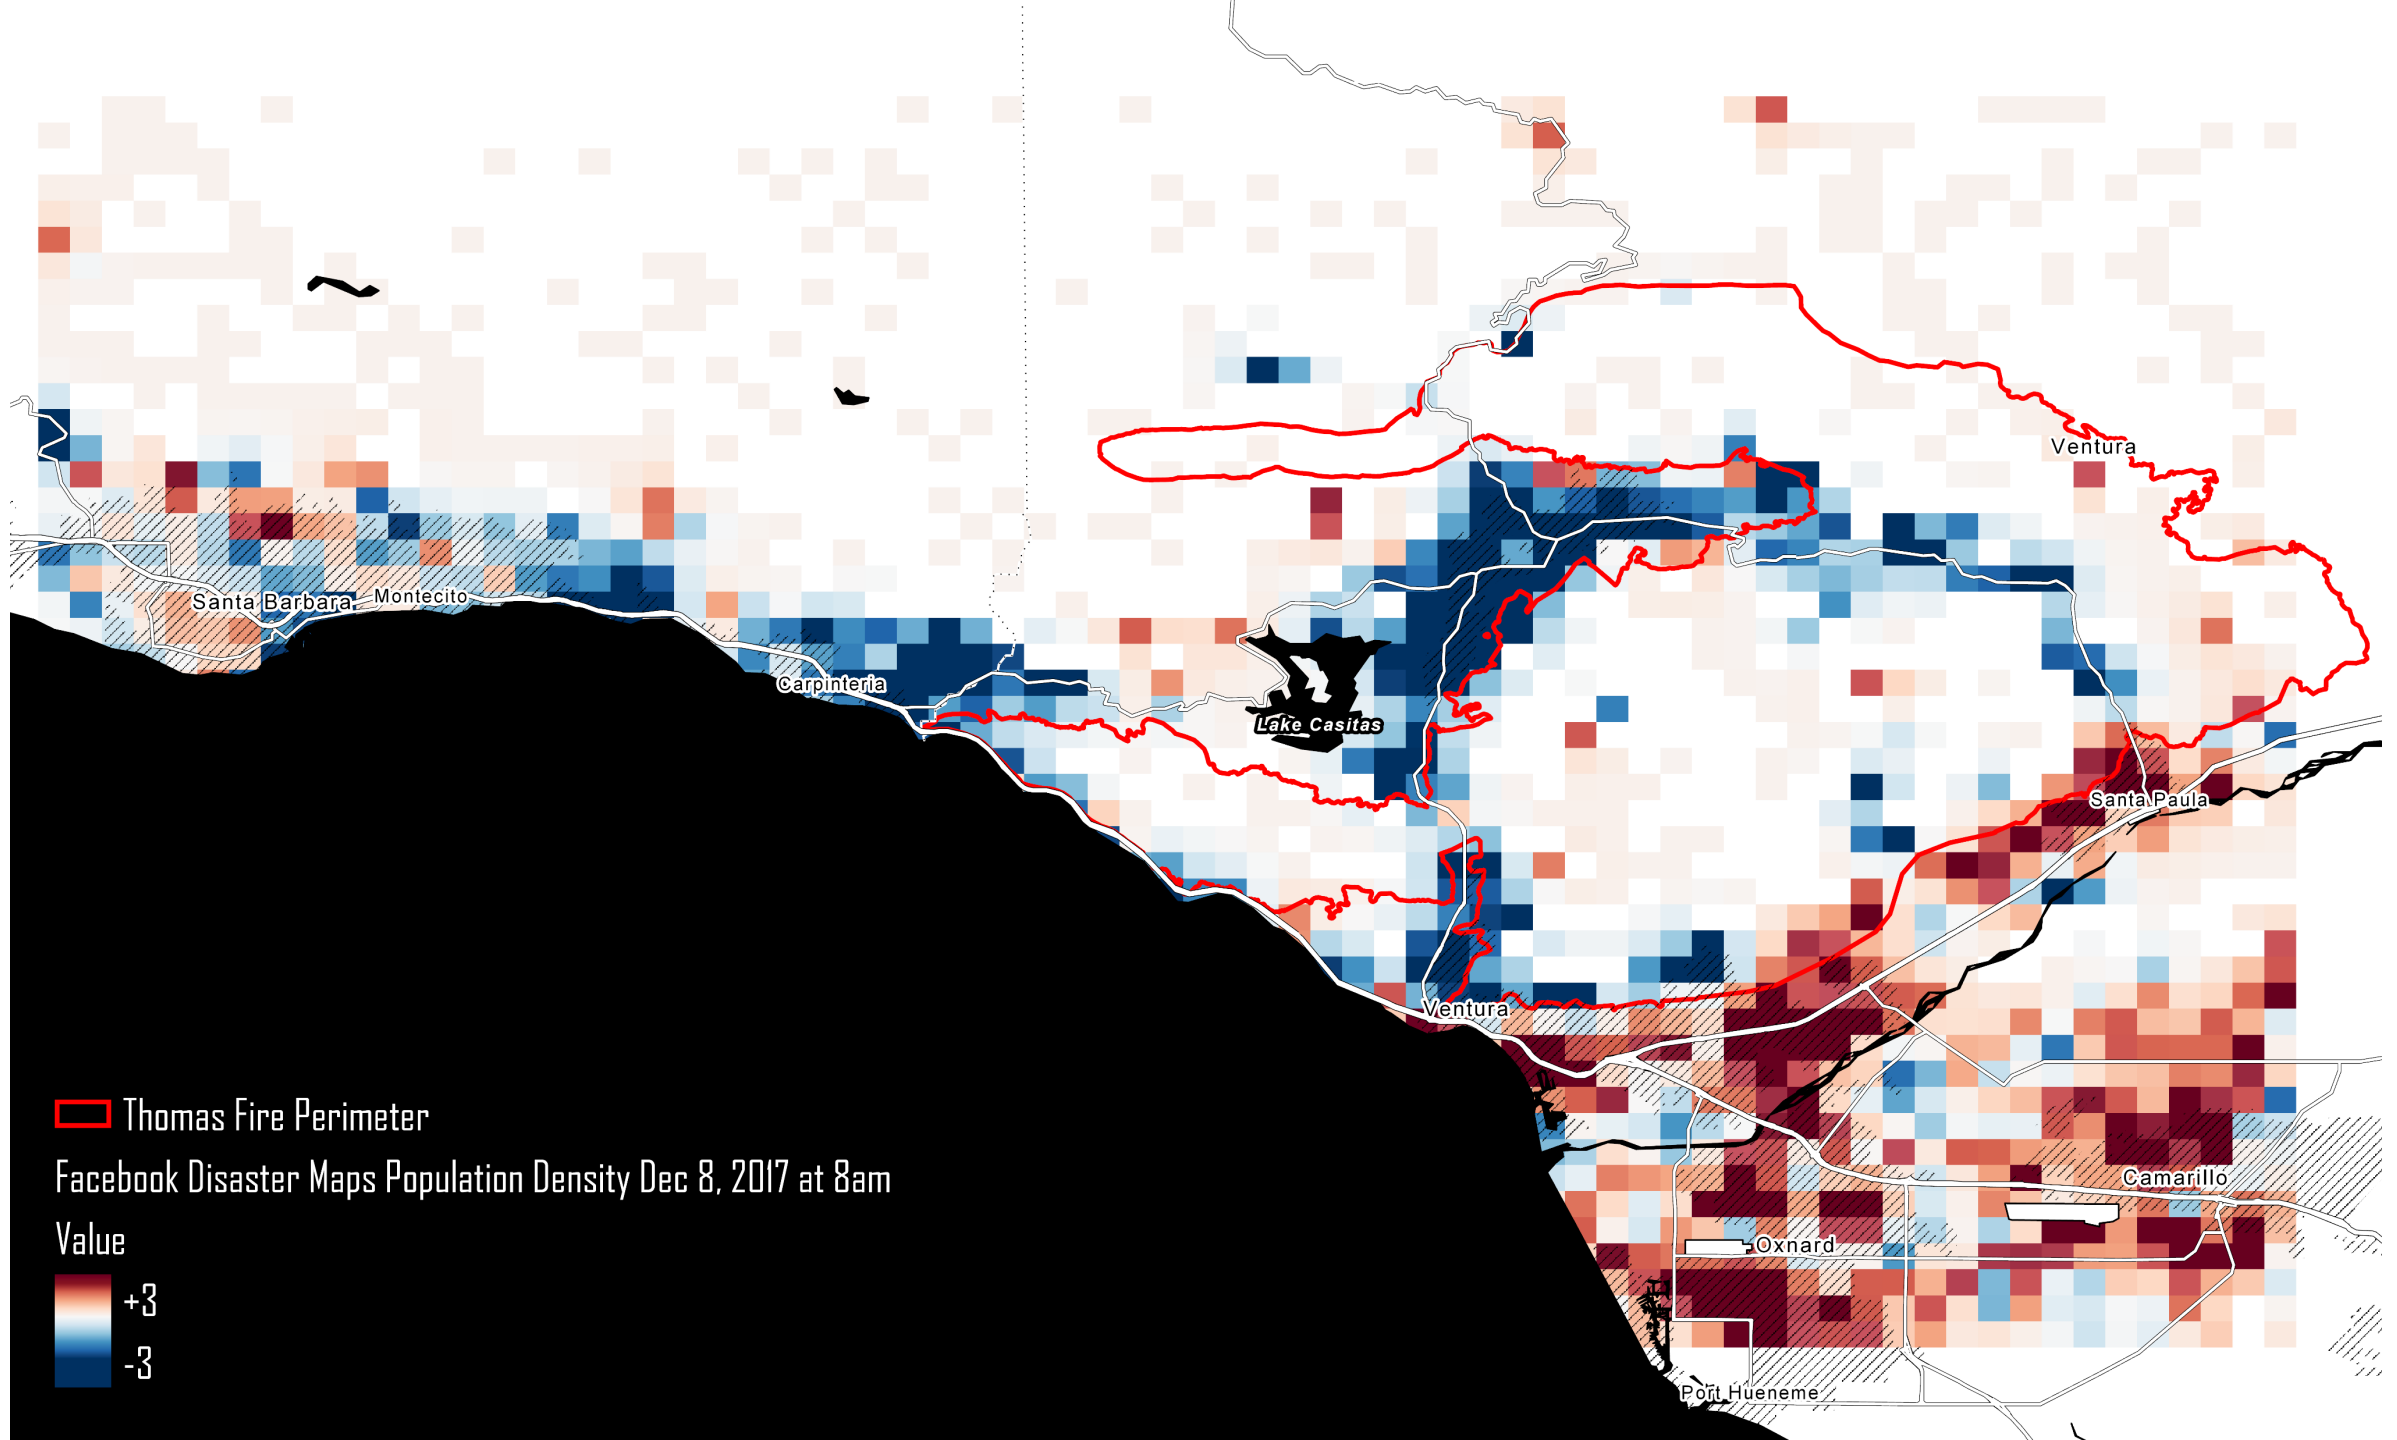 Ventura
Santa Barbara
Montecito
Carpinteria
Lake Casitas
Santa Paula
Ventura
Thomas Fire Perimeter
Facebook Disaster Maps Population Density Dec 8, 2017 at 8am
Camarillo
Value
Oxnard
+3
-3
Port Hueneme